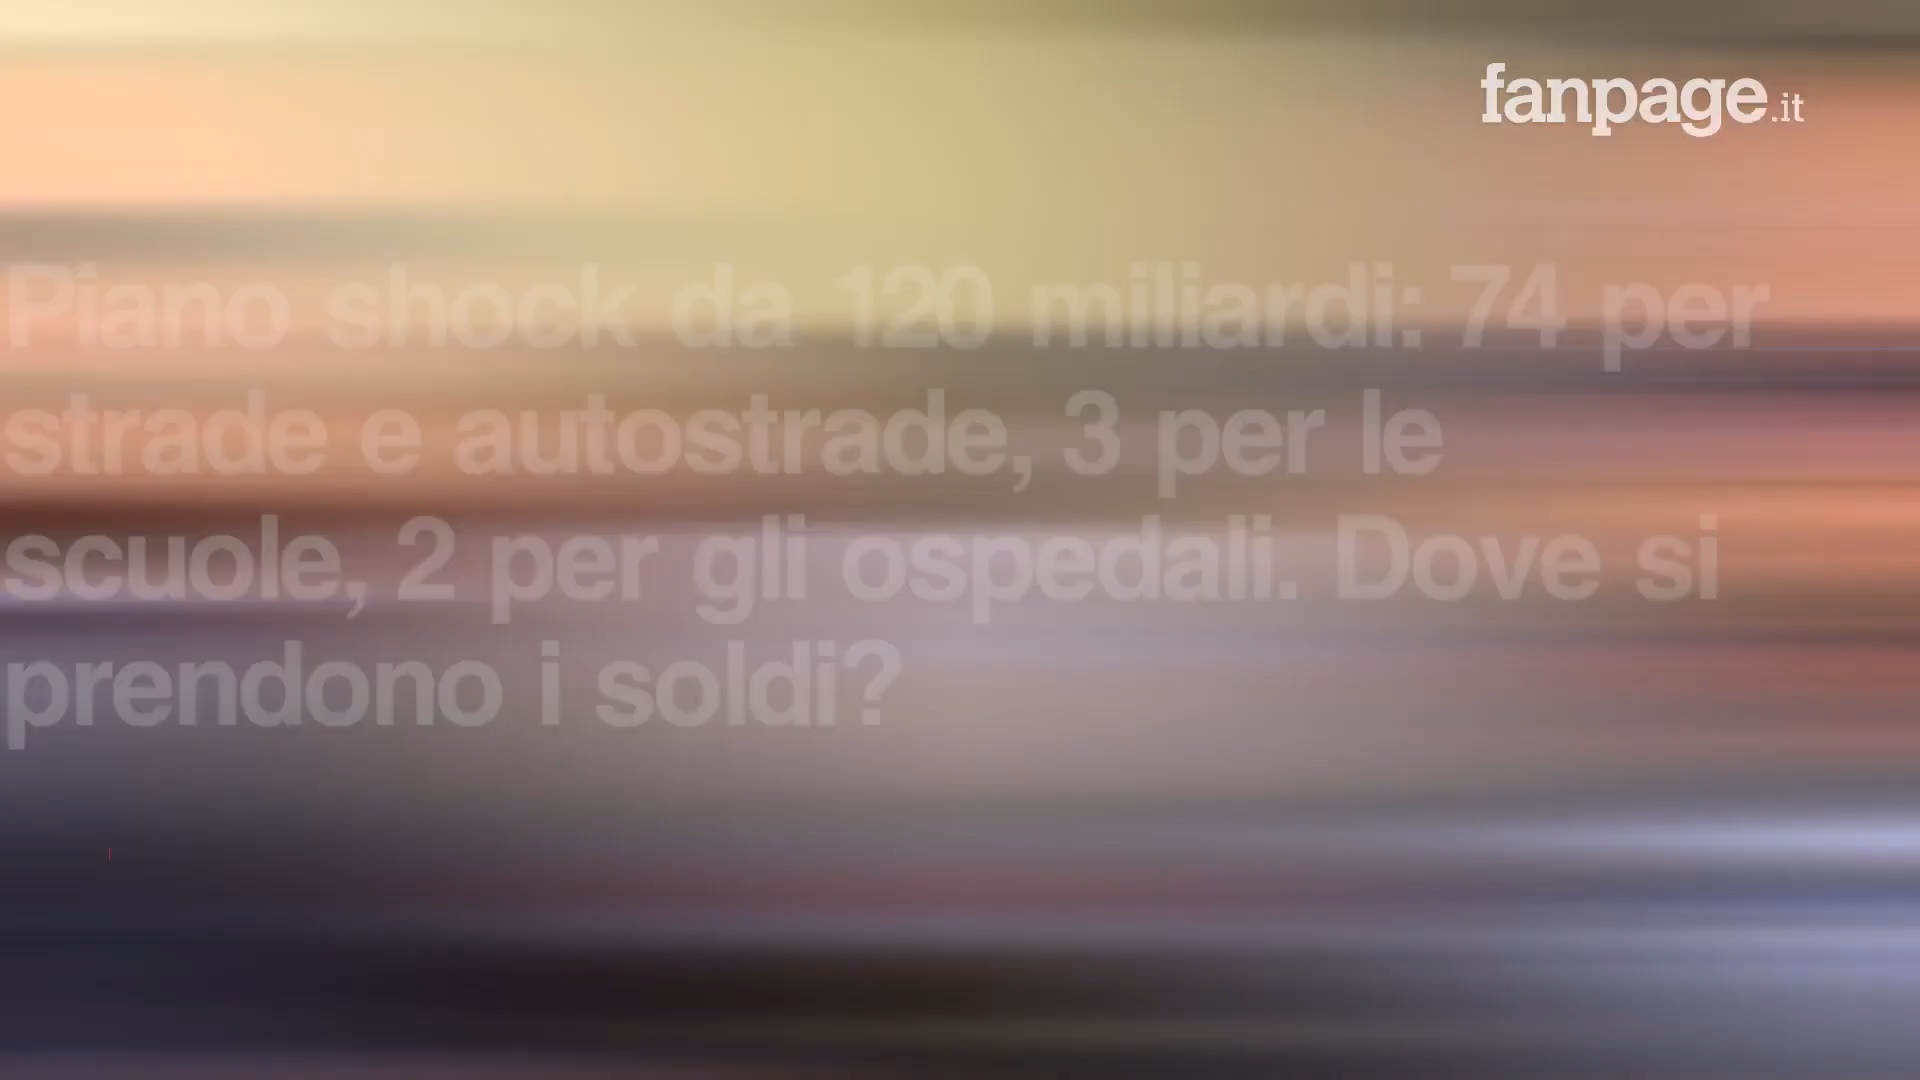 fanpage.it
Piano shock da 120 miliardi: 74 per
strade e autostrade, 3 per le
scuole, 2 per gli ospedali. Dove si
prendono i soldi?